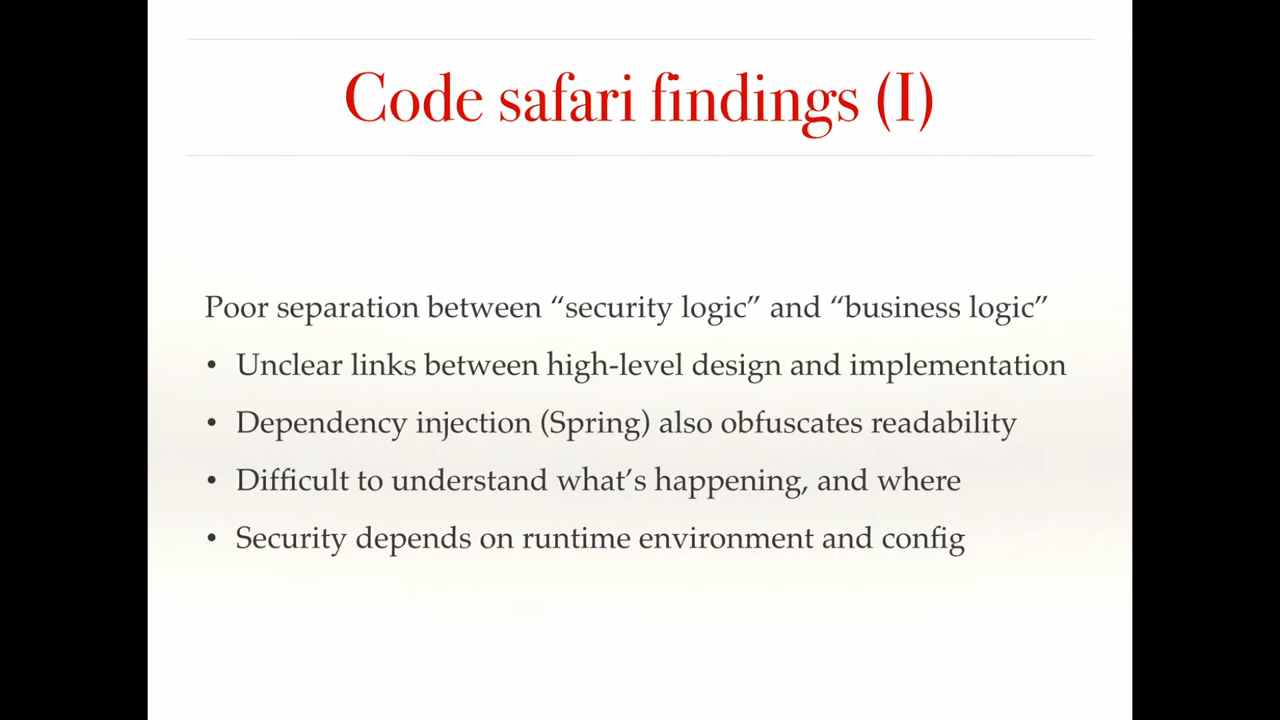 Code safari findings (I)
Poor separation between “security logic” and “business logic”
• Unclear links between high-level design and implementation
• Dependency injection (Spring) also obfuscates readability
• Difficult to understand what’s happening, and where
• Security depends on runtime environment and config